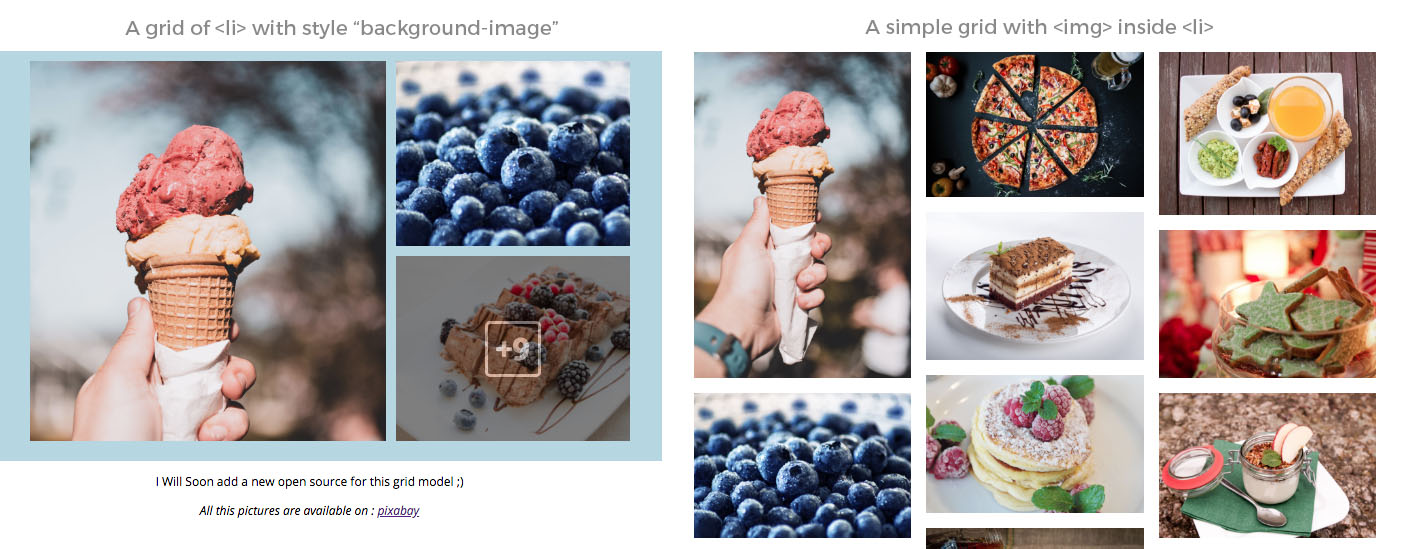 A grid of <li> with style “background-image”
+9
I Will Soon add a new open source for this grid model ;)
All this pictures are available on : pixabay
A simple grid with <img> inside <li>